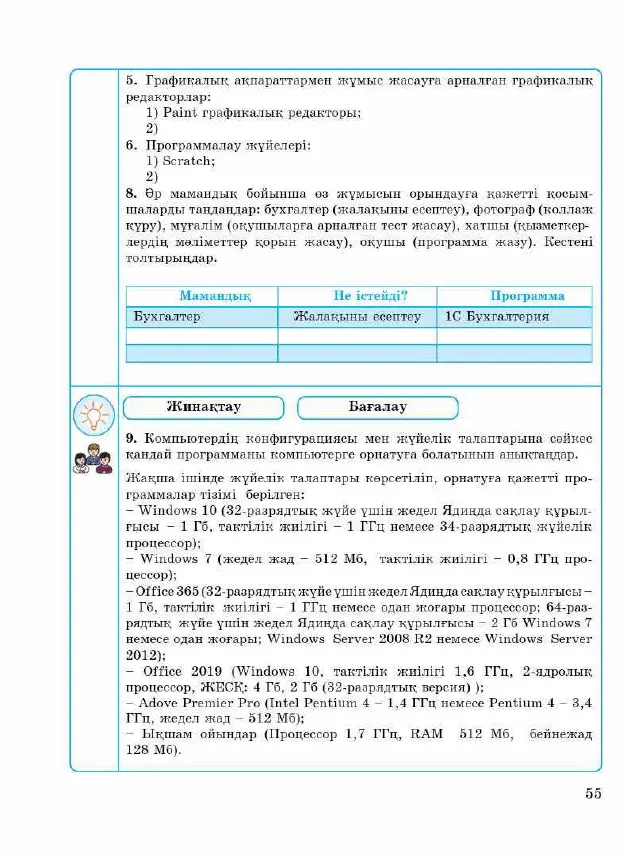 5. Графикалық ақпараттармен жұмыс жасауға арналған графикалық
редакторлар:
1) Paint графикалық редакторы;
2)
6. Программалау жүйелері:
1) Scratch;
2)
8. Әр мамандық бойынша өз жұмысын орындауға қажетті қосым-
шаларды таңдаңдар: бухгалтер (жалақыны есептеу), фотограф (коллаж
құру), мұғалім (оқушыларға арналған тест жасау), хатшы (қызметкер-
лердің мәліметтер қорын жасау), оқушы (программа жазу). Кестені
толтырыңдар.
Мамандық Не істейді? Программа
Бухгалтер Жалақыны есептеу 1С Бухгалтерия
Жинақтау Бағалау
9. Компьютердің конфигурациясы мен жүйелік талаптарына сәйкес
қандай программаны компьютерге орнатуға болатынын анықтаңдар.
Жақша ішінде жүйелік талаптары көрсетіліп, орнатуға қажетті про-
граммалар тізімі берілген:
– Windows 10 (32-разрядтық жүйе үшін жедел Ядиңда сақлау құрыл-
ғысы – 1 Гб, тактілік жиілігі – 1 ГГц немесе 34-разрядтық жүйелік
процессор);
– Windows 7 (жедел жад – 512 Мб, тактілік жиілігі – 0,8 ГГц про-
цессор);
– Office 365 (32-разрядтық жүйе үшін жедел Ядиңда сақлау құрылғысы –
1 Гб, тактілік жиілігі – 1 ГГц немесе одан жоғары процессор; 64-раз-
рядтық жүйе үшін жедел Ядиңда сақлау құрылғысы – 2 Гб Windows 7
немесе одан жоғары; Windows Server 2008 R2 немесе Windows Server
2012);
– Office 2019 (Windows 10, тактілік жиілігі 1,6 ГГц, 2-ядролық
процессор, ЖЕСҚ: 4 Гб, 2 Гб (32-разрядтық версия) );
– Adove Premier Pro (Intel Pentium 4 – 1,4 ГГц немесе Pentium 4 – 3,4
ГГц, жедел жад – 512 Мб);
– Ықшам ойындар (Процессор 1,7 ГГц, RAM 512 Мб, бейнежад
128 Мб).
55